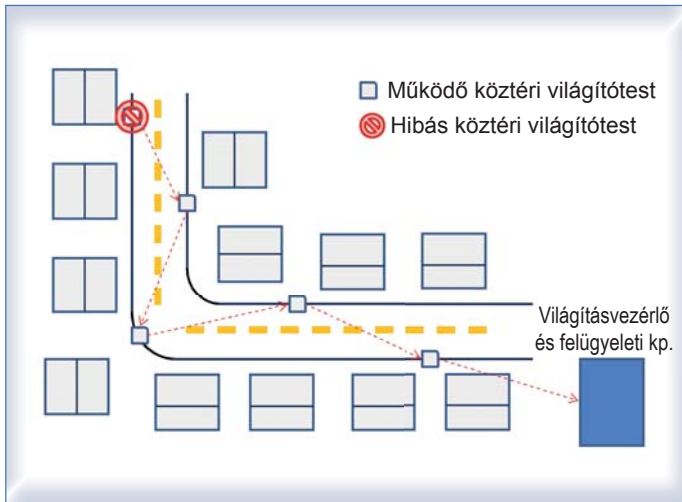 Működő köztéri világítótest
Hibás köztéri világítótest
Világításvezérlő
és felügyeleti kp.